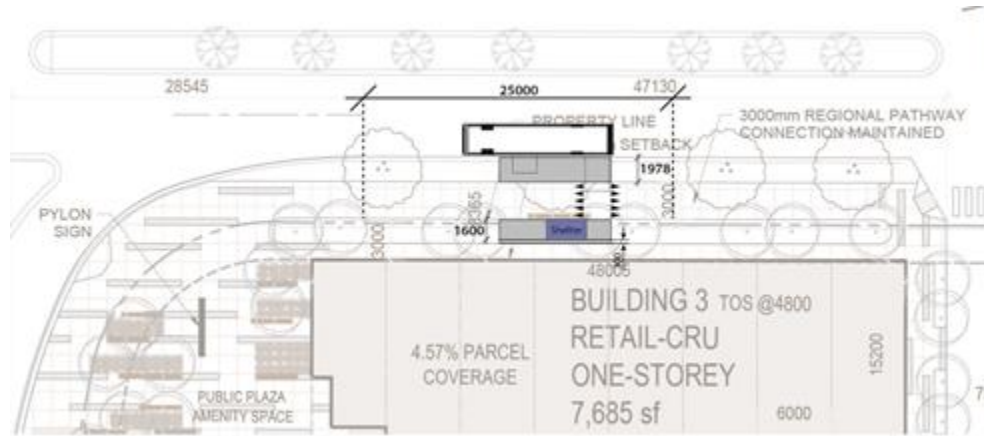 28545
25000
47130
PROPERTY LINE
SETBACK
3000mm REGIONAL PATHWAY
CONNECTION MAINTAINED
1978
PYLON
SIGN
3000
1600
3000
Shelter
48005
BUILDING 3 TOS @4800
RETAIL-CRU
ONE-STOREY
7,685 sf
4.57% PARCEL
COVERAGE
15200
6000
PUBLIC PLAZA
AMENITY SPACE
7